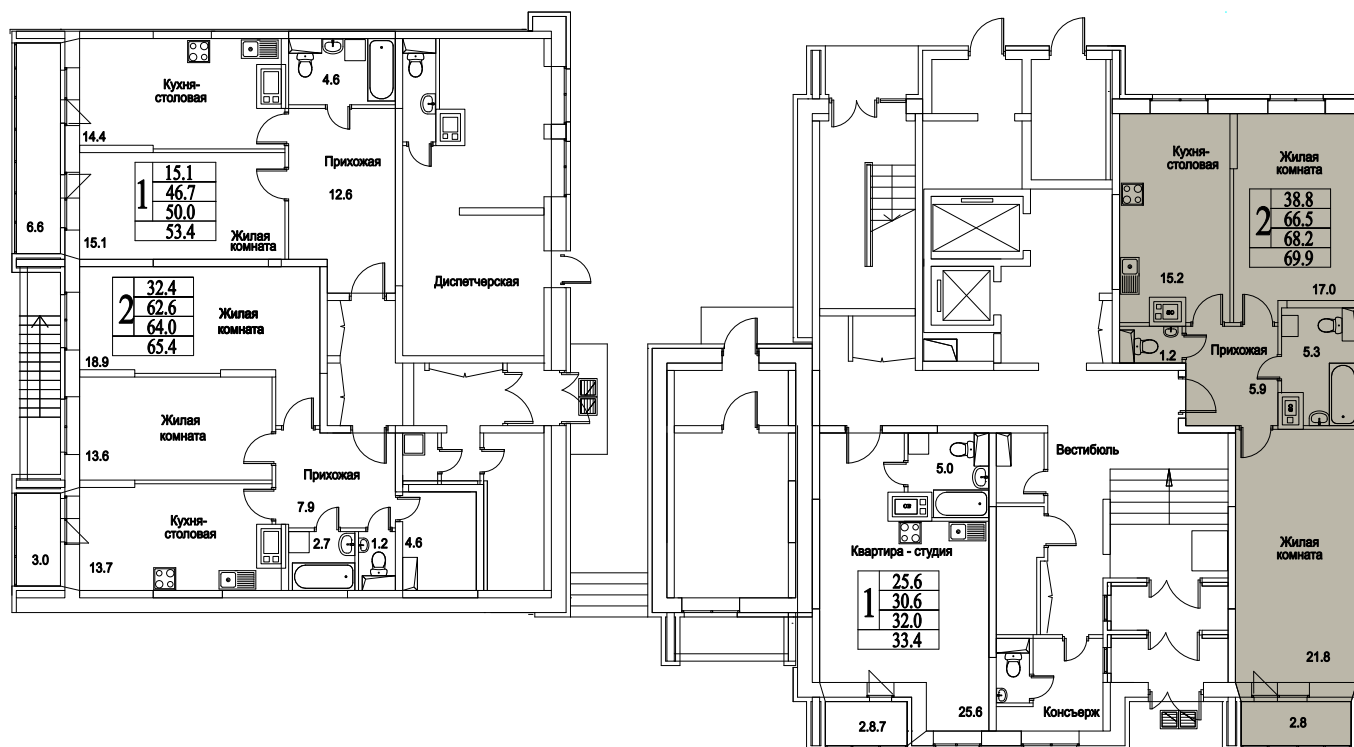 Кухня-
столовая
14.4
4.6
Прихожая
12.6
1
15.1
46.7
50.0
53.4
6.6
15.1
Жилая
комната
Диспетчерская
2
32.4
62.6
64.0
65.4
Жилая
комната
18.9
Жилая
комната
13.6
Прихожая
7.9
Кухня-
столовая
13.7
3.0
2.7
1.2
4.6
Кухня-
столовая
15.2
Жилая
комната
2
38.8
66.5
68.2
69.9
17.0
1.2
Прихожая
5.9
5.3
Вестибюль
5.0
Квартира - студия
1
25.6
30.6
32.0
33.4
25.6
2.8.7
Консъерж
Жилая
комната
21.8
2.8